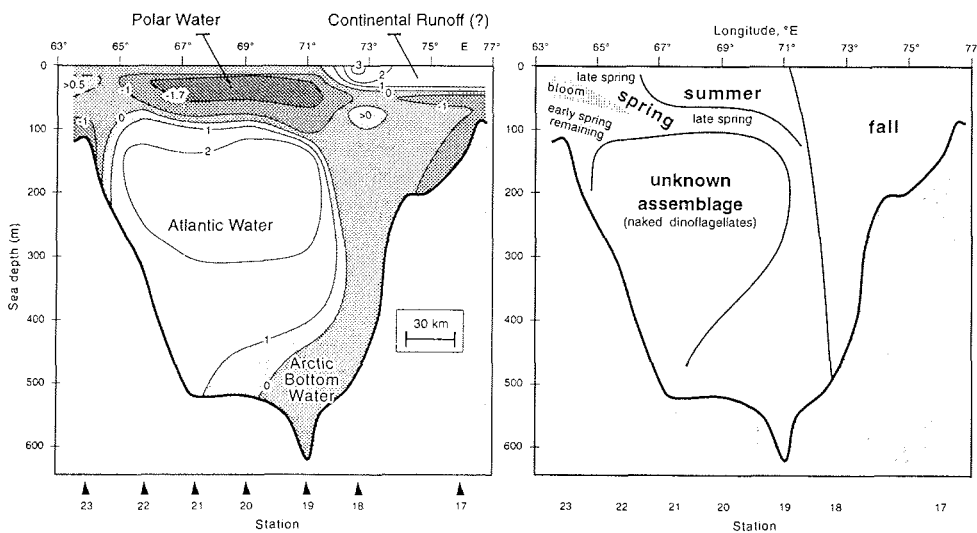 Polar Water
Continental Runoff (?)
63° 65° 67° 69° 71° 73° 75° E 77°
Sea depth (m)
0
100
200
300
400
500
600
>0.5
-1
-1.7
3
2
1
0
-1
>0
-1
0
1
2
Atlantic Water
30 km
1
0
Arctic
Bottom
Water
23 22 21 20 19 18 17
Station
Longitude, °E
63° 65° 67° 69° 71° 73° 75° 77°
0
100
200
300
400
500
600
late spring
bloom
spring
early spring
remaining
summer
late spring
fall
unknown
assemblage
(naked dinoflagellates)
23 22 21 20 19 18 17
Station